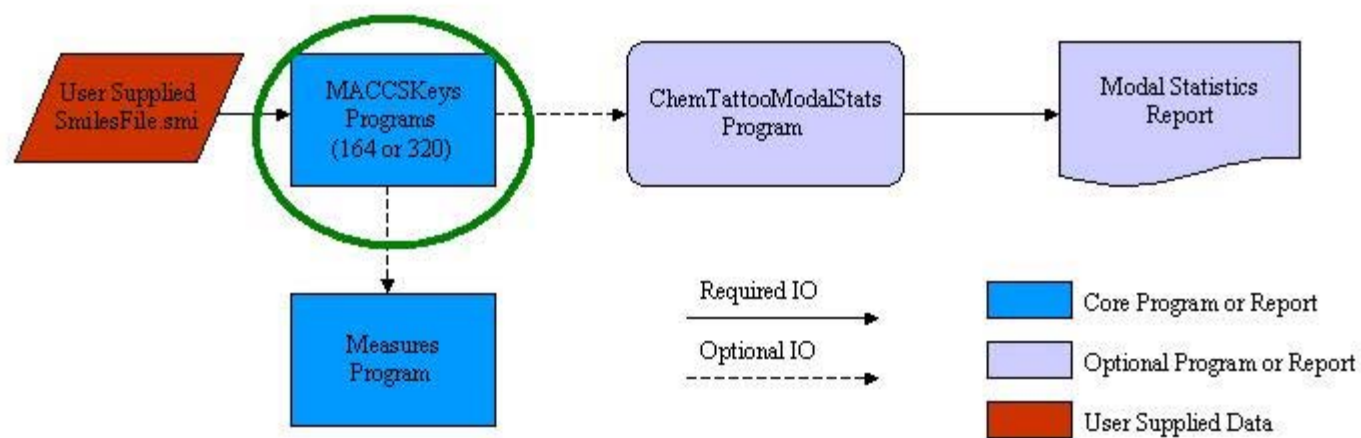 User Supplied
SmilesFile.smi
MACCSKeys
Programs
(164 or 320)
ChemTattooModalStats
Program
Modal Statistics
Report
Measures
Program
Required IO
Optional IO
Core Program or Report
Optional Program or Report
User Supplied Data